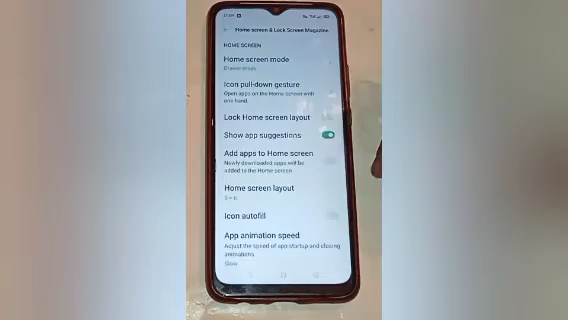 Home screen & Lock Screen Magazine
HOME SCREEN
Home screen mode
Drawer mode
Icon pull-down gesture
Open apps on the Home screen with
one hand.
Lock Home screen layout
Show app suggestions
Add apps to Home screen
Newly downloaded apps will be
added to the Home screen
Home screen layout
Icon autofill
App animation speed
Adjust the speed of app startup and closing
animations.
Slow